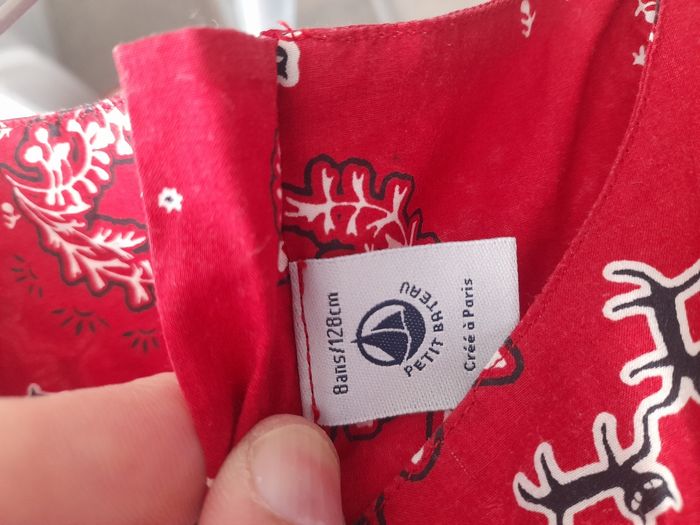 8ans/128cm
PETIT BATEAU
Créé à Paris